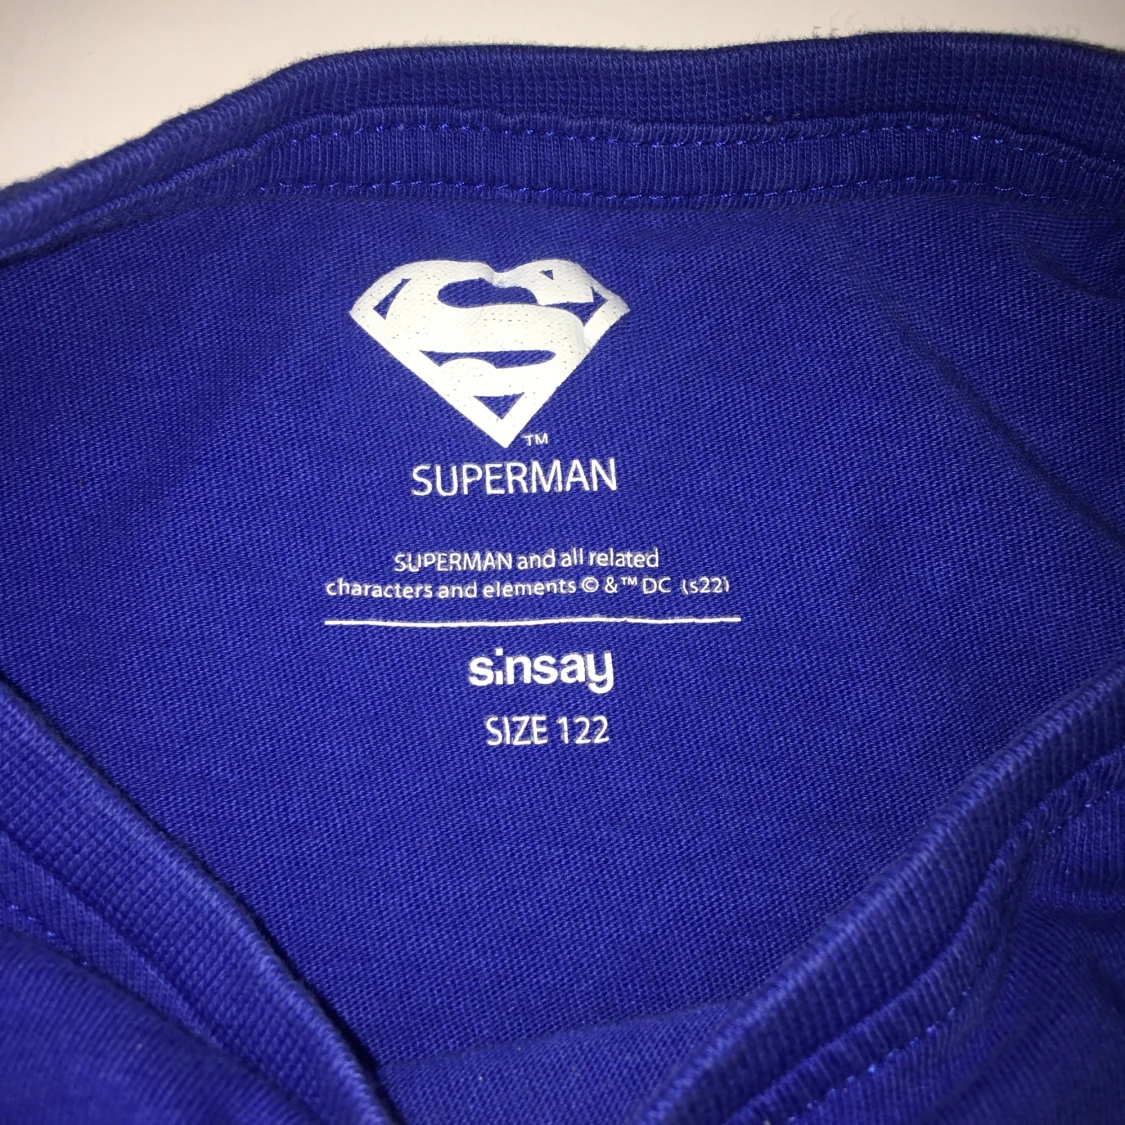 S
TM
SUPERMAN
SUPERMAN and all related
characters and elements © &™ DC (s22)
sinsay
SIZE 122